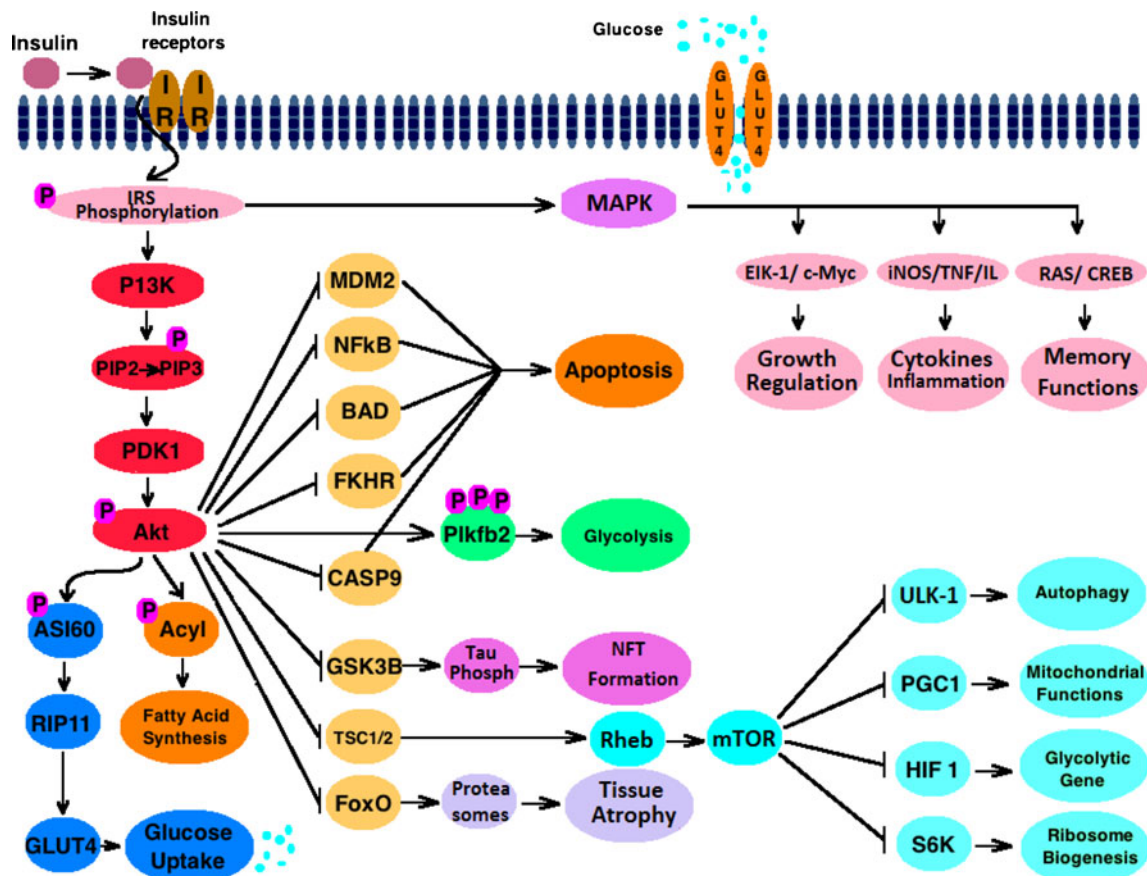 Insulin
Insulin
receptors
Glucose
I
R
I
R
G
L
U
T
4
G
L
U
T
4
P
IRS
Phosphorylation
MAPK
P13K
MDM2
EIK-1/ c-Myc
iNOS/TNF/IL
RAS/ CREB
P
PIP2
PIP3
NFkB
Apoptosis
Growth
Regulation
Cytokines
Inflammation
Memory
Functions
BAD
PDK1
FKHR
P
Akt
P
P
P
Plkfb2
Glycolysis
CASP9
P
ASI60
P
Acyl
ULK-1
Autophagy
GSK3B
Tau
Phosph
NFT
Formation
PGC1
Mitochondrial
Functions
RIP11
Fatty Acid
Synthesis
TSC1/2
Rheb
mTOR
HIF 1
Glycolytic
Gene
FoxO
Protea
somes
Tissue
Atrophy
GLUT4
Glucose
Uptake
S6K
Ribosome
Biogenesis